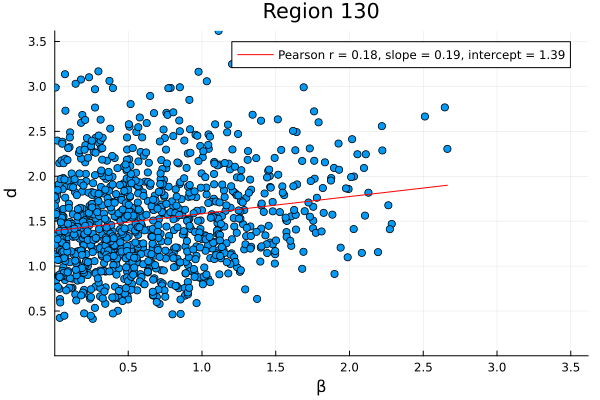 Region 130
Pearson r = 0.18, slope = 0.19, intercept = 1.39
3.5
3.0
2.5
2.0
1.5
1.0
0.5
d
0.5 1.0 1.5 2.0 2.5 3.0 3.5
β